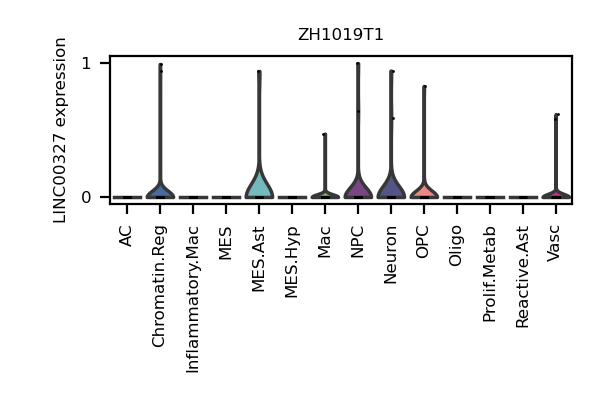 ZH1019T1
LINC00327 expression
1
0
AC
Chromatin.Reg
Inflammatory.Mac
MES
MES.Ast
MES.Hyp
Mac
NPC
Neuron
OPC
Oligo
Prolif.Metab
Reactive.Ast
Vasc